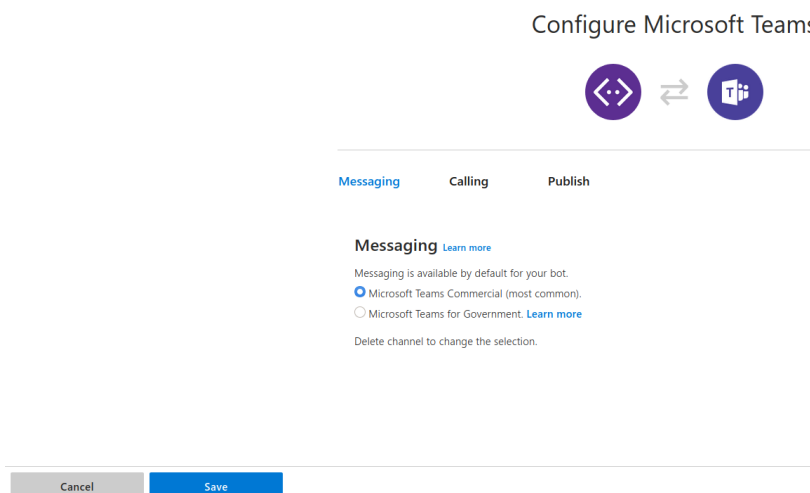 Configure Microsoft Teams
Messaging Calling Publish
Messaging Learn more
Messaging is available by default for your bot.
Microsoft Teams Commercial (most common).
Microsoft Teams for Government. Learn more
Delete channel to change the selection.
Cancel Save